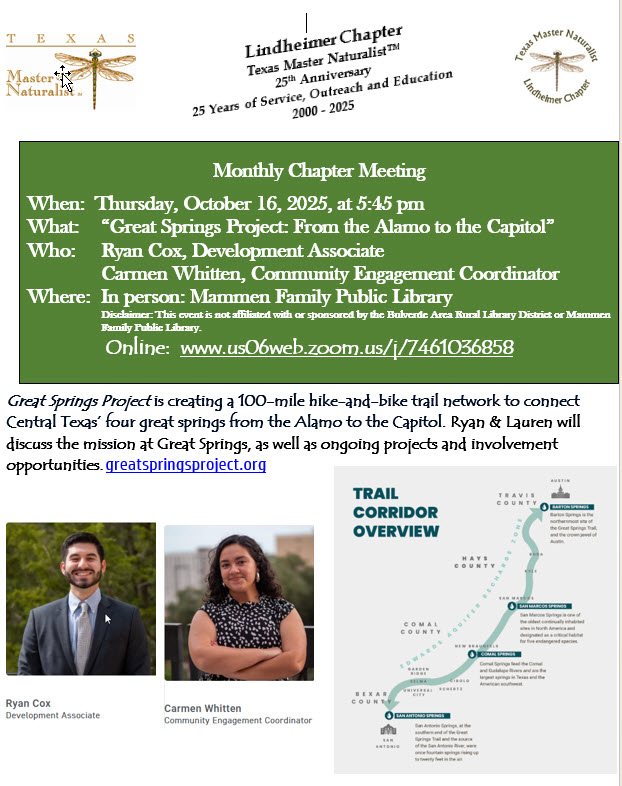 TEXAS
Master
Naturalist TM
Lindheimer Chapter
Texas Master Naturalist™
25th Anniversary
25 Years of Service, Outreach and Education
2000 - 2025
Texas Master Naturalist
Lindheimer Chapter
Monthly Chapter Meeting
When: Thursday, October 16, 2025, at 5:45 pm
What: “Great Springs Project: From the Alamo to the Capitol”
Who: Ryan Cox, Development Associate
Carmen Whitten, Community Engagement Coordinator
Where: In person: Mammen Family Public Library
Disclaimer: This event is not affiliated with or sponsored by the Bulverde Area Rural Library District or Mammen
Family Public Library.
Online: www.us06web.zoom.us/j/7461036858
Great Springs Project is creating a 100-mile hike-and-bike trail network to connect
Central Texas’ four great springs from the Alamo to the Capitol. Ryan & Lauren will
discuss the mission at Great Springs, as well as ongoing projects and involvement
opportunities. greatspringsproject.org
Ryan Cox
Development Associate
Carmen Whitten
Community Engagement Coordinator
TRAIL
CORRIDOR
OVERVIEW
AUSTIN
TRAVIS
COUNTY
BARTON SPRINGS
Barton Springs is the
northernmost site of
the Great Springs Trail,
and the crown jewel of
Austin.
BUDA
KYLE
HAYS
COUNTY
EDWARDS AQUIFER RECHARGE ZONE
SAN MARCOS
SAN MARCOS SPRINGS
San Marcos Springs is one of
the oldest continually inhabited
sites in North America and
designated as a critical habitat
for five endangered species.
COMAL
COUNTY
NEW BRAUNFELS
COMAL SPRINGS
Comal Springs feed the Comal
and Guadalupe Rivers and are the
largest springs in Texas and the
American southwest.
GARDEN
RIDGE
SELMA
CIBOLO
UNIVERSAL
CITY
SCHERTZ
BEXAR
COUNTY
SAN ANTONIO SPRINGS
San Antonio Springs, at the
southern end of the Great
Springs Trail and the source
of the San Antonio River, were
once fountain springs rising up
to twenty feet in the air.
SAN
ANTONIO